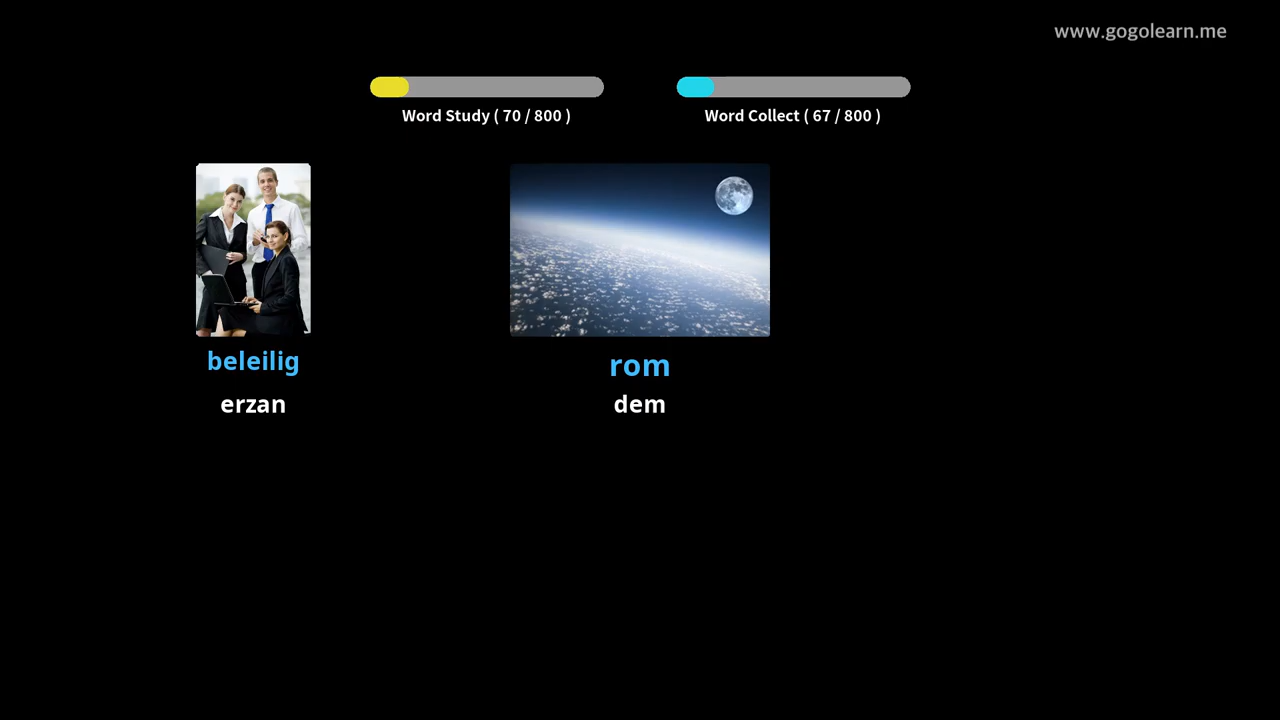 www.gogolearn.me
Word Study ( 70 / 800 )
Word Collect ( 67 / 800 )
beleilig
rom
erzan
dem